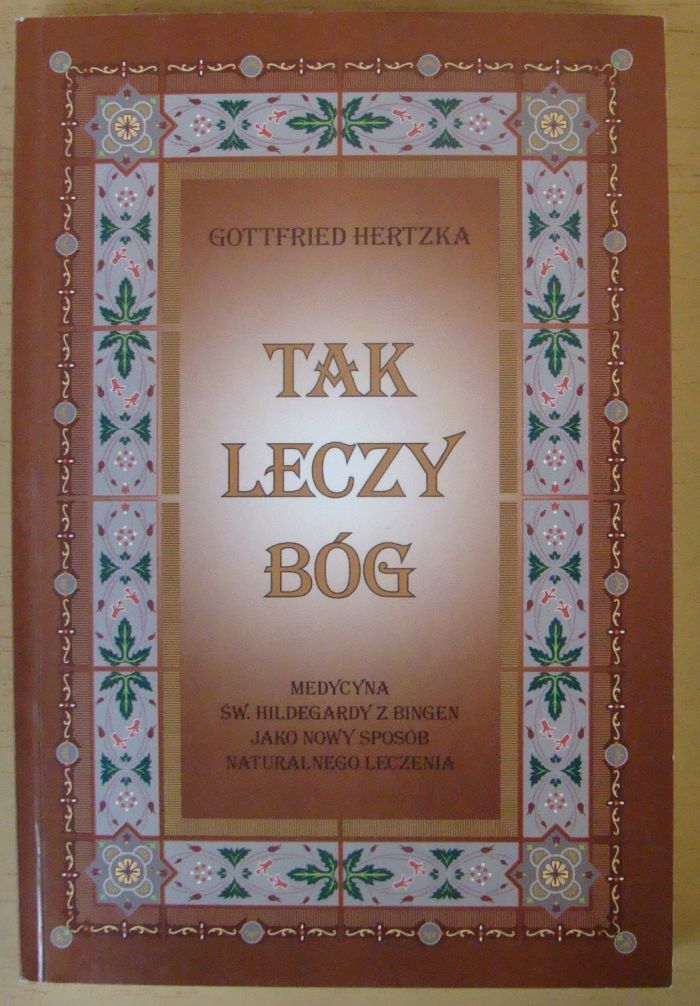 GOTTFRIED HERTZKA
TAK
LECZY
BÓG
MEDYCYNA
ŚW. HILDEGARDY Z BINGEN
JAKO NOWY SPOSÓB
NATURALNEGO LECZENIA